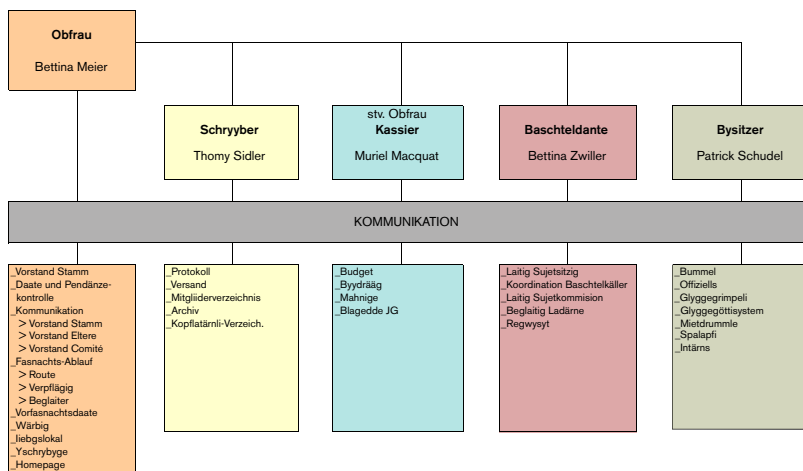 Obfrau
Bettina Meier
Schryyber
Thomy Sidler
stv. Obfrau
Kassier
Muriel Macquat
Baschteldante
Bettina Zwiller
Bysitzer
Patrick Schudel
KOMMUNIKATION
_Vorstand Stamm
_Daate und Pendänze-
kontrolle
_Kommunikation
> Vorstand Stamm
> Vorstand Eltere
> Vorstand Comité
_Fasnachts-Ablauf
> Route
> Verpflägig
> Beglaiter
_Vorfasnachtsdaate
_Wärbig
_Iiebgslokal
_Yschrybyge
_Homepage
_Protokoll
_Versand
_Mitgliiderverzeichnis
_Archiv
_Kopflatärnli-Verzeich.
_Budget
_Byydrääg
_Mahnige
_Blagedde JG
_Laitig Sujetsitzig
_Koordination Baschtelkäller
_Laitig Sujetkommision
_Beglaitig Ladärne
_Regwysyt
_Bummel
_Offiziells
_Glyggegrimpeli
_Glyggegöttisystem
_Mietdrummle
_Spalapfi
_Intärns